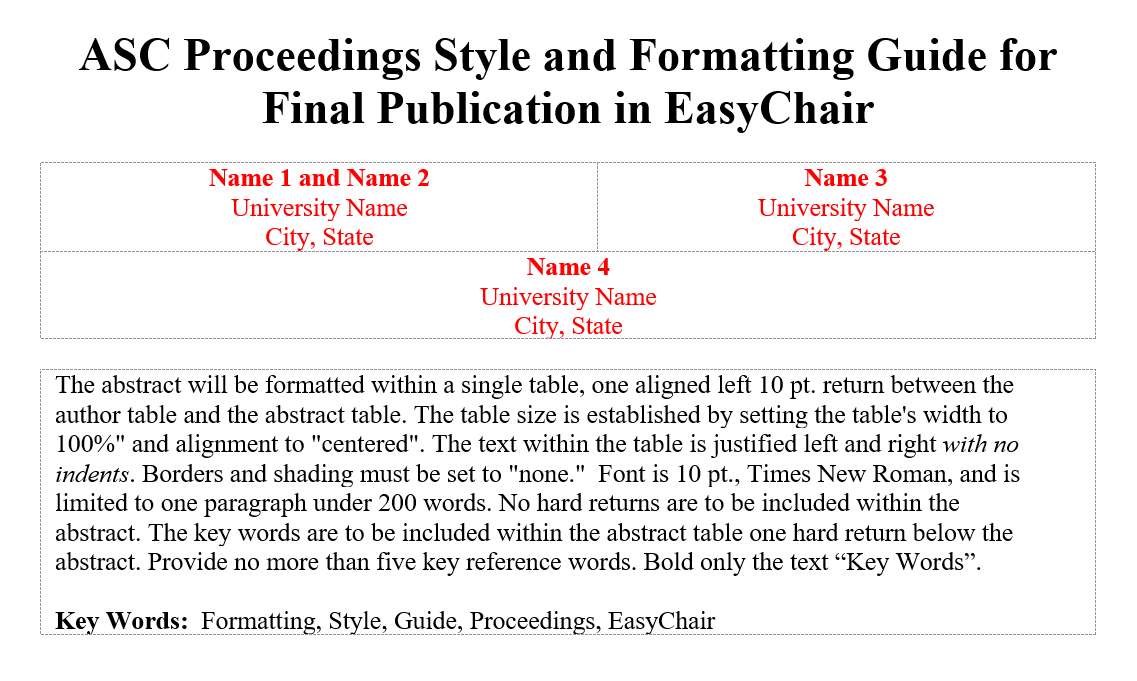 ASC Proceedings Style and Formatting Guide for
Final Publication in EasyChair
Name 1 and Name 2
University Name
City, State
Name 3
University Name
City, State
Name 4
University Name
City, State
The abstract will be formatted within a single table, one aligned left 10 pt. return between the
author table and the abstract table. The table size is established by setting the table's width to
100%" and alignment to "centered". The text within the table is justified left and right with no
indents. Borders and shading must be set to "none."  Font is 10 pt., Times New Roman, and is
limited to one paragraph under 200 words. No hard returns are to be included within the
abstract. The key words are to be included within the abstract table one hard return below the
abstract. Provide no more than five key reference words. Bold only the text “Key Words”.
Key Words:  Formatting, Style, Guide, Proceedings, EasyChair